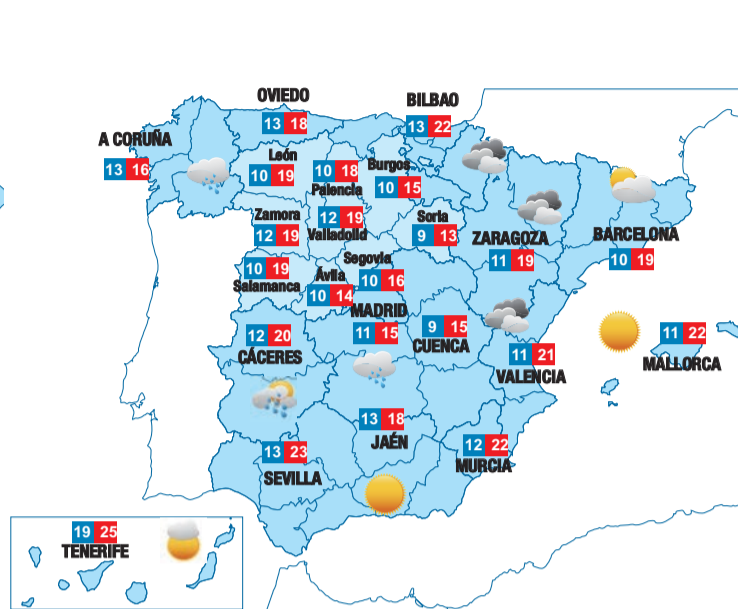 OVIEDO
13 18
BILBAO
13 22
A CORUÑA
13 16
León
10 19
10 18
Palencia
Burgos
10 15
Zamora
12 19
12 19
Valladolid
Soria
9 13
ZARAGOZA
11 19
BARCELONA
10 19
10 19
Salamanca
Ávila
10 14
Segovia
10 16
MADRID
11 15
9 15
CUENCA
12 20
CÁCERES
11 21
VALENCIA
11 22
MALLORCA
13 18
JAÉN
12 22
MURCIA
13 23
SEVILLA
19 25
TENERIFE